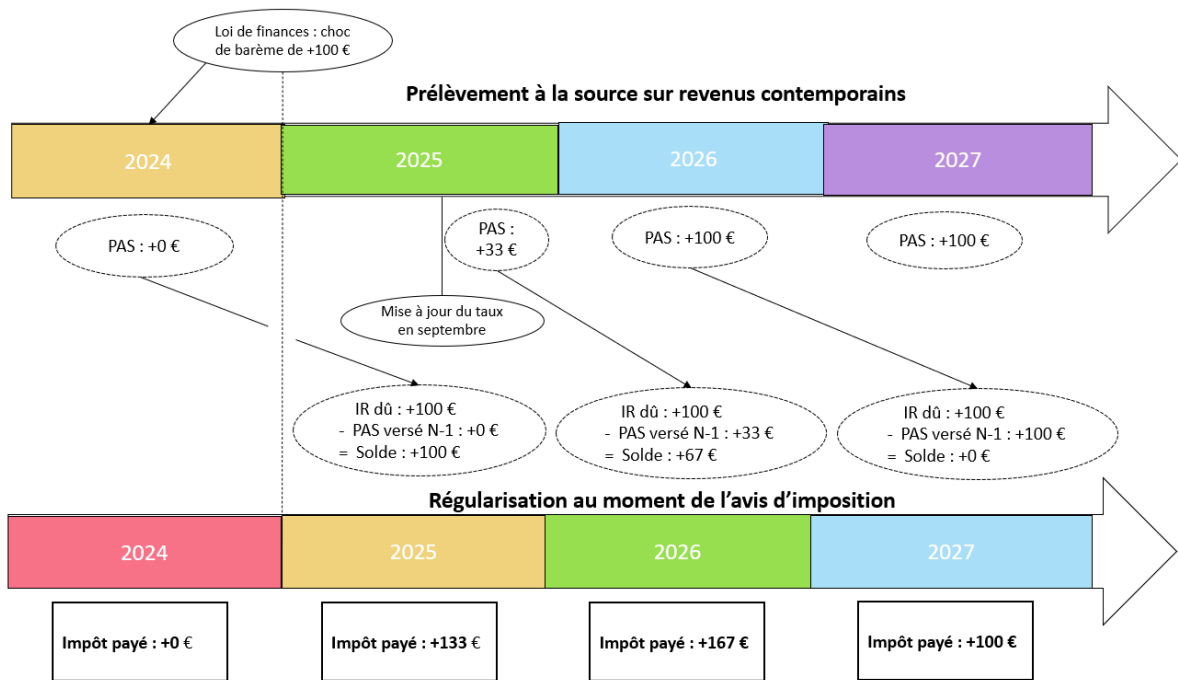 Loi de finances : choc
de barème de +100 €
Prélèvement à la source sur revenus contemporains
2024
2025
2026
2027
PAS : +0 €
PAS :
+33 €
PAS : +100 €
PAS : +100 €
Mise à jour du taux
en septembre
IR dû : +100 €
- PAS versé N-1 : +0 €
= Solde : +100 €
IR dû : +100 €
- PAS versé N-1 : +33 €
= Solde : +67 €
IR dû : +100 €
- PAS versé N-1 : +100 €
= Solde : +0 €
Régularisation au moment de l'avis d'imposition
2024
2025
2026
2027
Impôt payé : +0 €
Impôt payé : +133 €
Impôt payé : +167 €
Impôt payé : +100 €